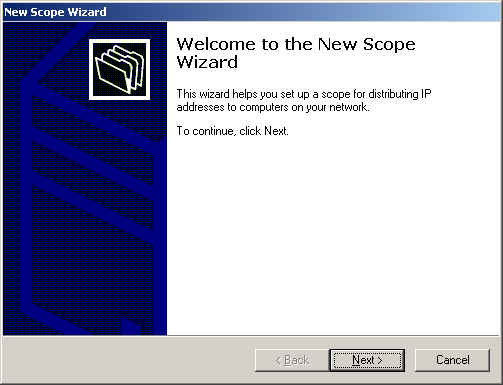 New Scope Wizard
Welcome to the New Scope
Wizard
This wizard helps you set up a scope for distributing IP
addresses to computers on your network.
To continue, click Next.
< Back
Next >
Cancel